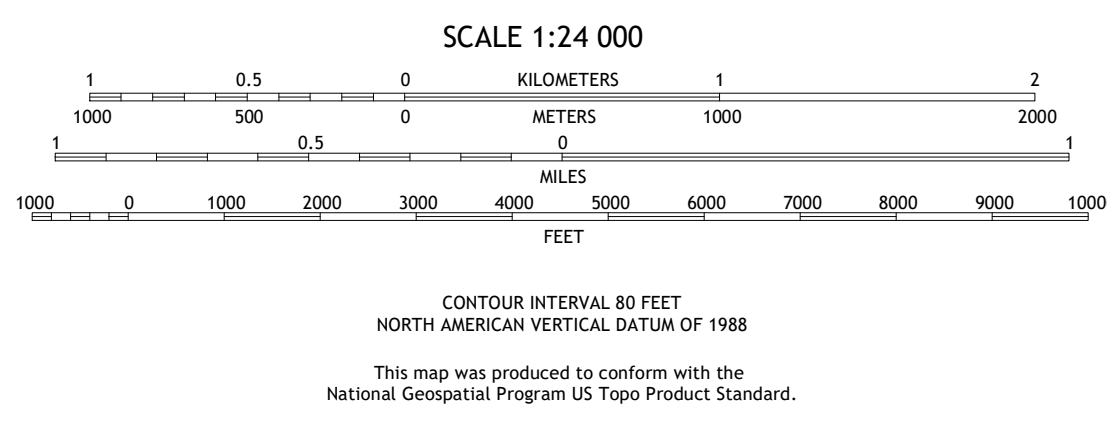 SCALE 1:24 000
1 0.5 0 KILOMETERS 1 2
1000 500 0 METERS 1000 2000
1 0.5 0 1
MILES
1000 0 1000 2000 3000 4000 5000 6000 7000 8000 9000 1000
FEET
CONTOUR INTERVAL 80 FEET
NORTH AMERICAN VERTICAL DATUM OF 1988
This map was produced to conform with the
National Geospatial Program US Topo Product Standard.